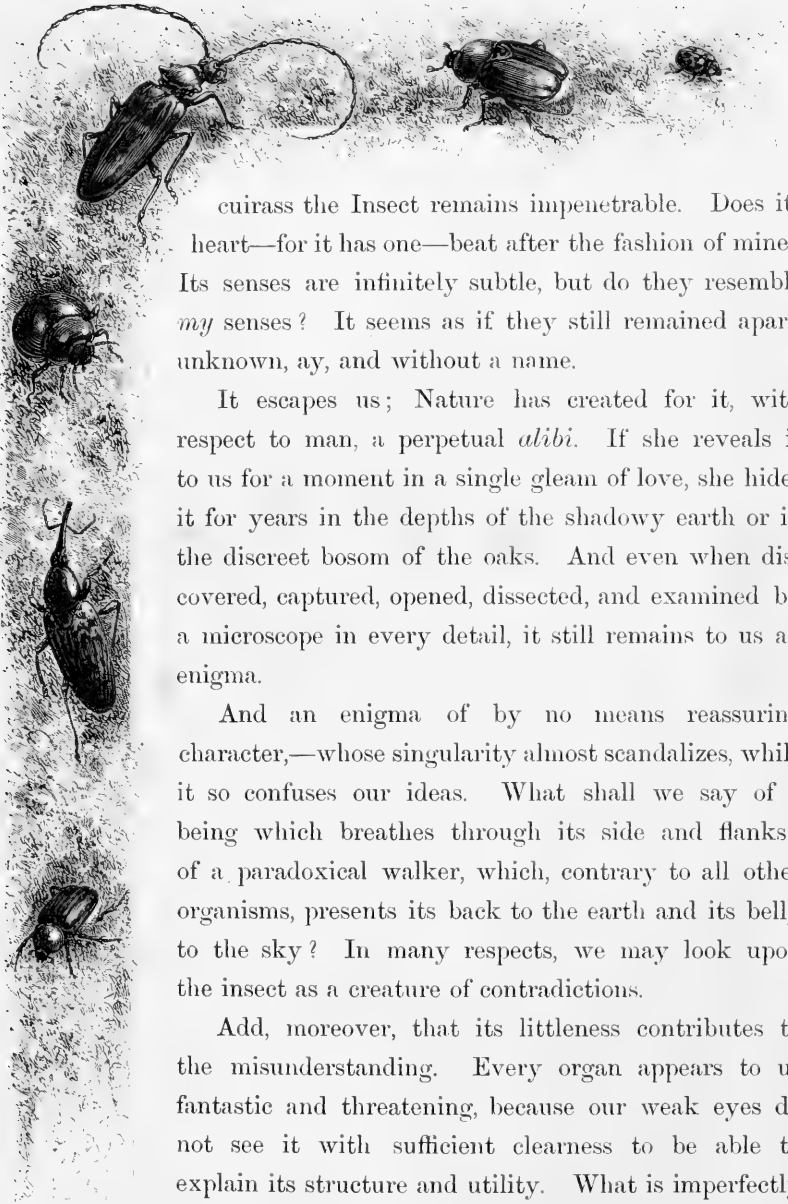 cuirass the Insect remains impenetrable. Does it
heart—for it has one—beat after the fashion of mine
Its senses are infinitely subtle, but do they resembl
my senses? It seems as if they still remained apar
unknown, ay, and without a name.
It escapes us; Nature has created for it, wit
respect to man, a perpetual alibi. If she reveals i
to us for a moment in a single gleam of love, she hide
it for years in the depths of the shadowy earth or i
the discreet bosom of the oaks. And even when dis
covered, captured, opened, dissected, and examined b
a microscope in every detail, it still remains to us a
enigma.
And an enigma of by no means reassurin
character,—whose singularity almost scandalizes, whil
it so confuses our ideas. What shall we say of
being which breathes through its side and flanks
of a paradoxical walker, which, contrary to all othe
organisms, presents its back to the earth and its bell
to the sky? In many respects, we may look upo
the insect as a creature of contradictions.
Add, moreover, that its littleness contributes t
the misunderstanding. Every organ appears to u
fantastic and threatening, because our weak eyes d
not see it with sufficient clearness to be able t
explain its structure and utility. What is imperfectl